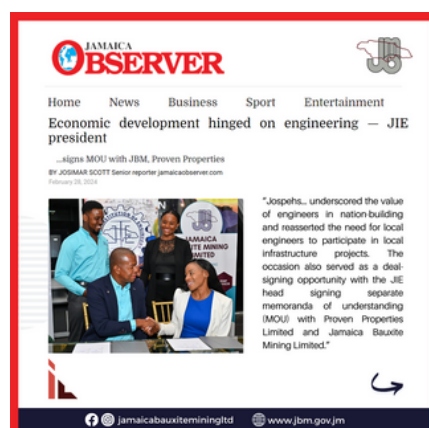 JAMAICA
OBSERVER
Home News Business Sport Entertainment
Economic development hinged on engineering — JIE
president
...signs MOU with JBM, Proven Properties
BY JOSIMAR SCOTT Senior reporter jamaicaobserver.com
February 28, 2024
JIE
JAMAICA
BAUXITE MINING
LIMITED
"Jospehs... underscored the value
of engineers in nation-building
and reasserted the need for local
engineers to participate in local
infrastructure projects. The
occasion also served as a deal-
signing opportunity with the JIE
head signing separate
memoranda of understanding
(MOU) with Proven Properties
Limited and Jamaica Bauxite
Mining Limited."
jamaicabauxiteminingltd www.jbm.gov.jm